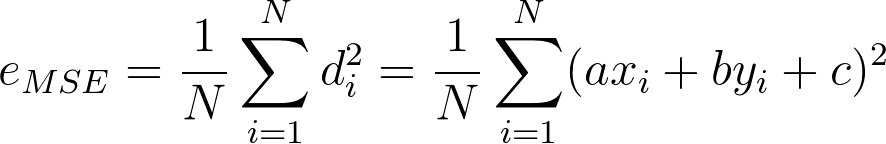 e_{MSE} = \frac{1}{N} \sum_{i=1}^{N} d_i^2 = \frac{1}{N} \sum_{i=1}^{N} (ax_i + by_i + c)^2